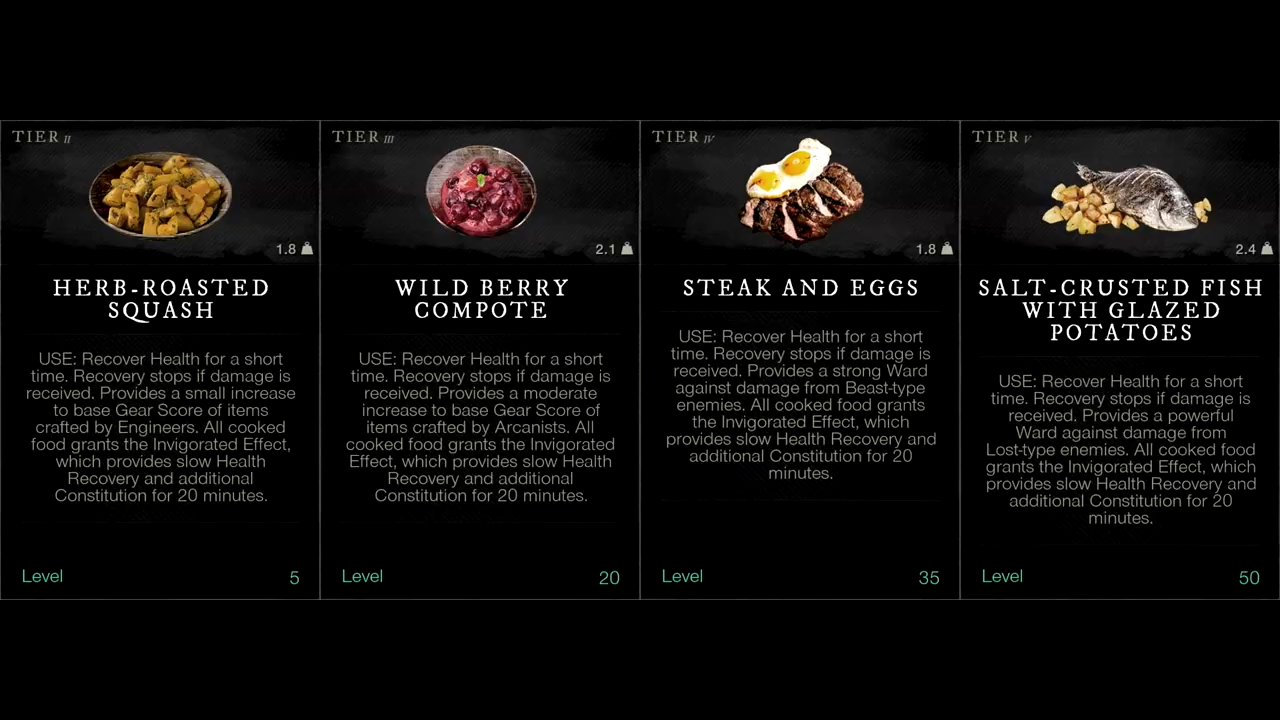 TIER II
1.8
HERB-ROASTED
SQUASH
USE: Recover Health for a short
time. Recovery stops if damage is
received. Provides a small increase
to base Gear Score of items
crafted by Engineers. All cooked
food grants the Invigorated Effect,
which provides slow Health
Recovery and additional
Constitution for 20 minutes.
Level 5
TIER III
2.1
WILD BERRY
COMPOTE
USE: Recover Health for a short
time. Recovery stops if damage is
received. Provides a moderate
increase to base Gear Score of
items crafted by Arcanists. All
cooked food grants the Invigorated
Effect, which provides slow Health
Recovery and additional
Constitution for 20 minutes.
Level 20
TIER IV
1.8
STEAK AND EGGS
USE: Recover Health for a short
time. Recovery stops if damage is
received. Provides a strong Ward
against damage from Beast-type
enemies. All cooked food grants
the Invigorated Effect, which
provides slow Health Recovery and
additional Constitution for 20
minutes.
Level 35
TIER V
2.4
SALT-CRUSTED FISH
WITH GLAZED
POTATOES
USE: Recover Health for a short
time. Recovery stops if damage is
received. Provides a powerful
Ward against damage from
Lost-type enemies. All cooked food
grants the Invigorated Effect, which
provides slow Health Recovery and
additional Constitution for 20
minutes.
Level 50